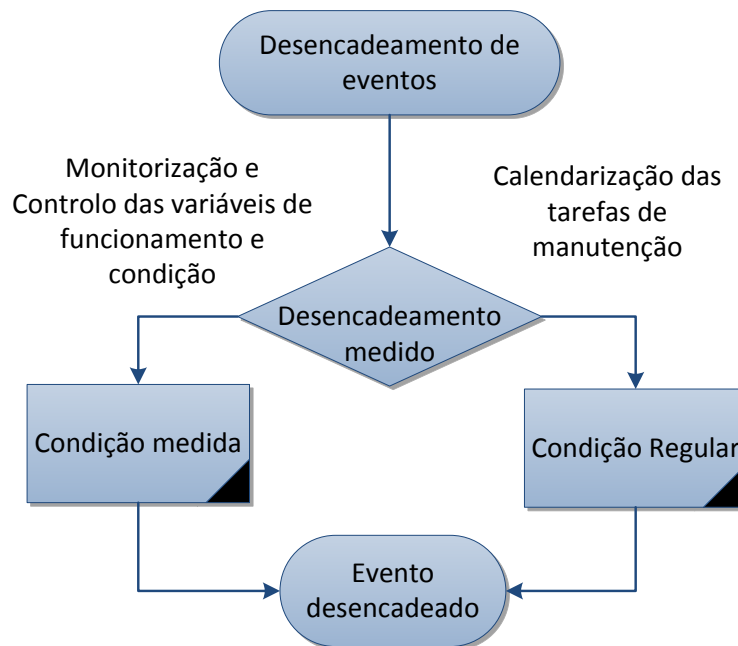 Desencadeamento de
eventos
Monitorização e
Controlo das variáveis de
funcionamento e
condição
Calendarização das
tarefas de
manutenção
Desencadeamento
medido
Condição medida
Condição Regular
Evento
desencadeado